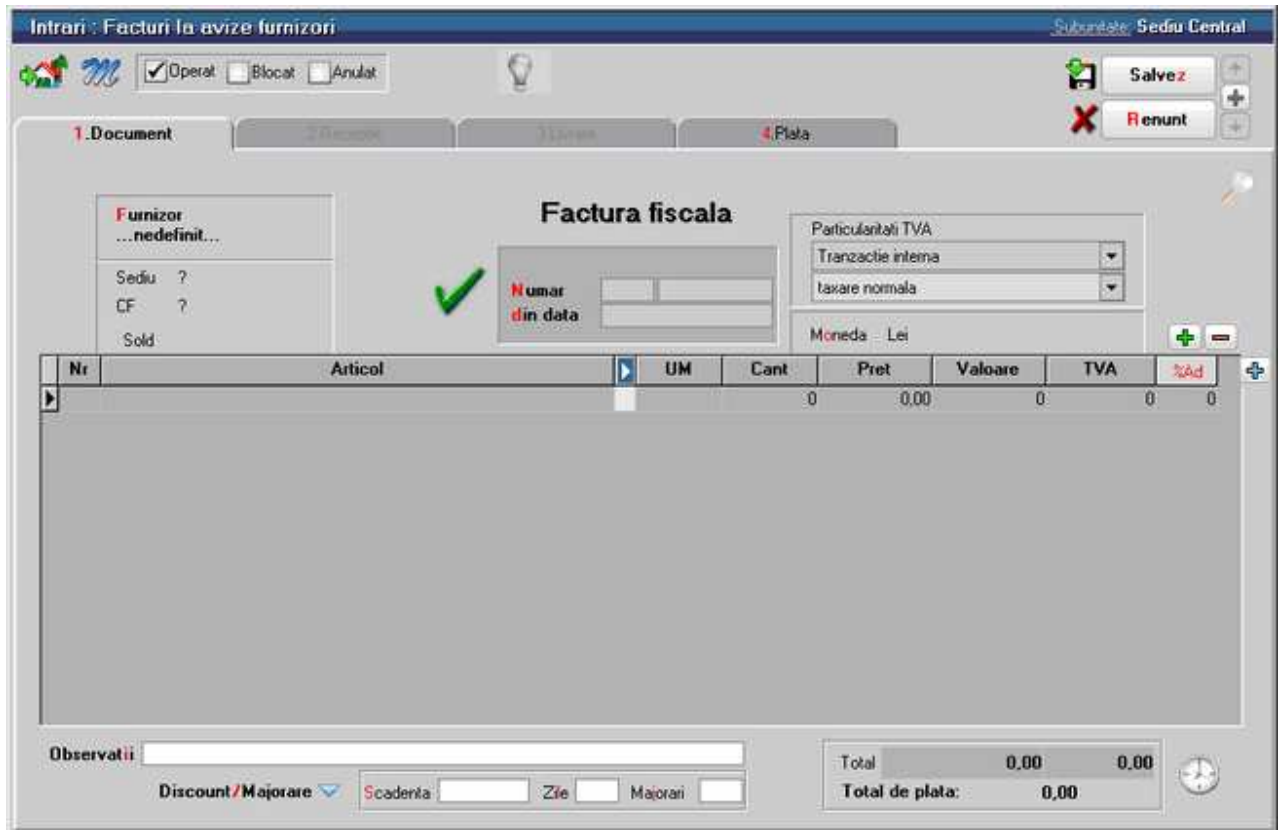 Intrari : Facturi la avize furnizori Subunitate: Sediu Central
Operat Blocat Anulat
Salvez
Renunt
1.Document 4.Plata
Furnizor
...nedefinit...
Sediu ?
CF ?
Sold
Factura fiscala
Numar
din data
Particularitati TVA
Tranzactie interna
taxare normala
Moneda Lei
Nr Articol UM Cant Pret Valoare TVA %Ad
0 0,00 0 0 0
Observatii
Discount/Majorare Scadenta Zile Majorari
Total 0,00 0,00
Total de plata: 0,00